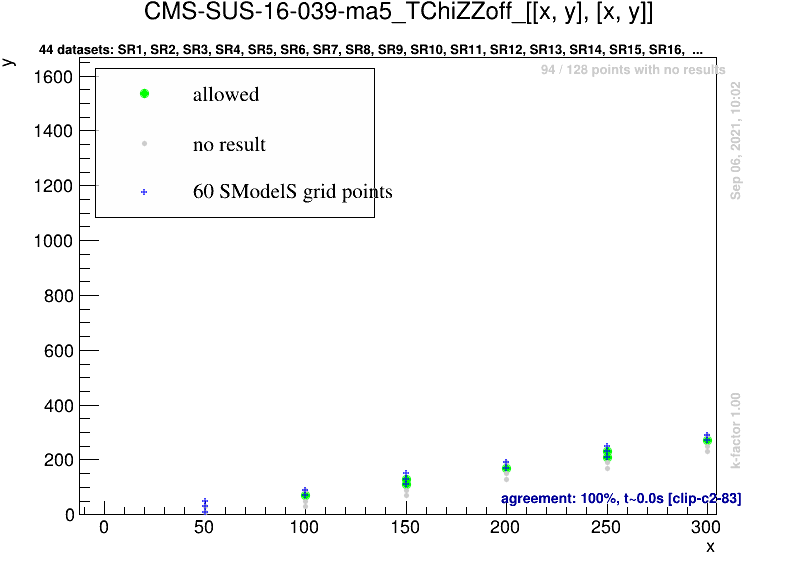 CMS-SUS-16-039-ma5_TChiZZoff_[[x, y], [x, y]]
44 datasets: SR1, SR2, SR3, SR4, SR5, SR6, SR7, SR8, SR9, SR10, SR11, SR12, SR13, SR14, SR15, SR16, ...
y
94 / 128 points with no results
allowed
no result
60 SModelS grid points
1600
1400
1200
1000
800
600
400
200
0
Sep 06, 2021, 10:02
k-factor 1.00
agreement: 100%, t~0.0s [clip-c2-83]
0 50 100 150 200 250 300
x